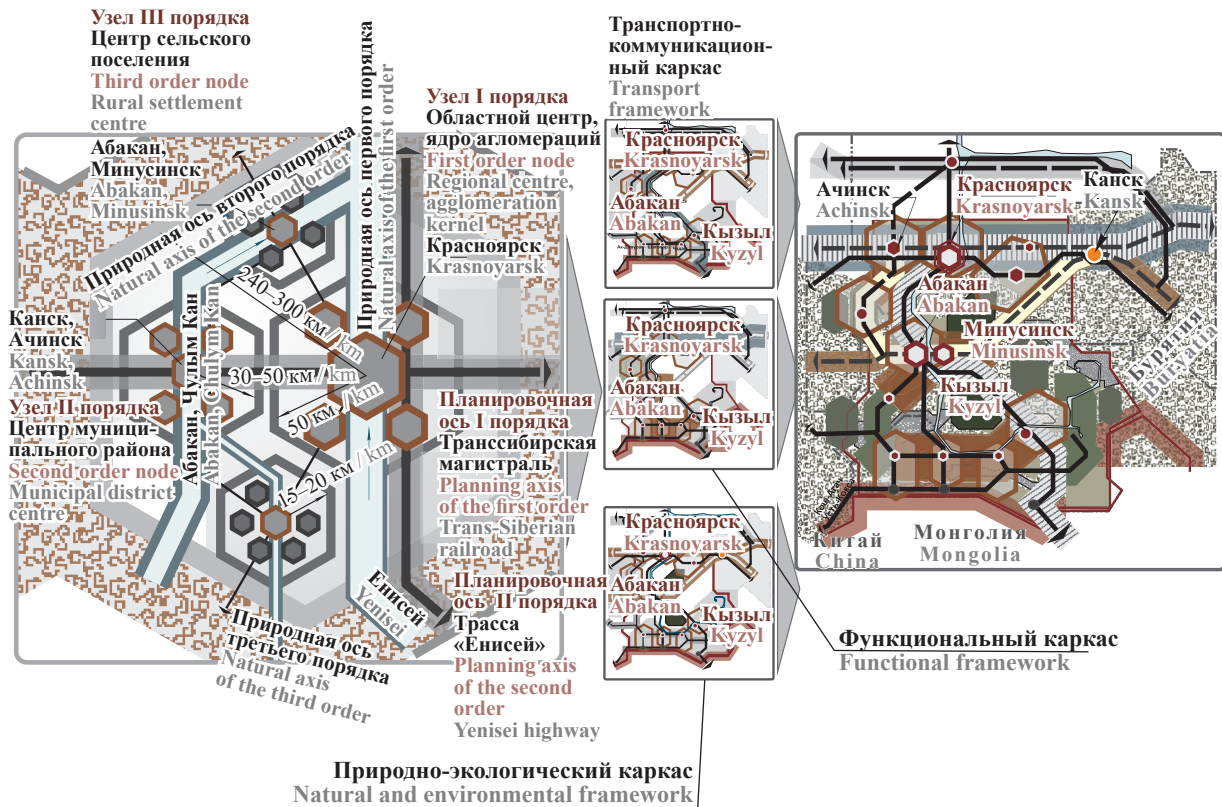 Узел III порядка
Центр сельского
поселения
Third order node
Rural settlement
centre
Абакан,
Минусинск
Abakan,
Minusinsk
Природная ось второго порядка
Natural axis of the second order
Природная ось первого порядка
Natural axis of the first order
Узел I порядка
Областной центр,
ядро агломераций
First order node
Regional centre,
agglomeration
kernel
Красноярск
Krasnoyarsk
Канск,
Ачинск
Kansk,
Achinsk
Узел II порядка
Центр муници-
пального района
Second order node
Municipal district
centre
Абакан, Чулым Кан
Abakan, Chulym Kan
240–300 км / km
30–50 км / km
50 км / km
15–20 км / km
Планировочная
ось I порядка
Транссибирская
магистраль
Planning axis
of the first order
Trans-Siberian
railroad
Енисей
Yenisei
Планировочная
ось II порядка
Трасса
«Енисей»
Planning axis
of the second
order
Yenisei highway
Природная ось
третьего порядка
Natural axis
of the third order
Транспортно-
коммуникацион-
ный каркас
Transport
framework
Красноярск
Krasnoyarsk
Абакан
Abakan
Кызыл
Kyzyl
Красноярск
Krasnoyarsk
Абакан
Abakan
Кызыл
Kyzyl
Красноярск
Krasnoyarsk
Абакан
Abakan
Кызыл
Kyzyl
Ачинск
Achinsk
Красноярск
Krasnoyarsk
Канск
Kansk
Абакан
Abakan
Минусинск
Minusinsk
Кызыл
Kyzyl
Бурятия
Buratia
Китай
China
Монголия
Mongolia
Функциональный каркас
Functional framework
Природно-экологический каркас
Natural and environmental framework